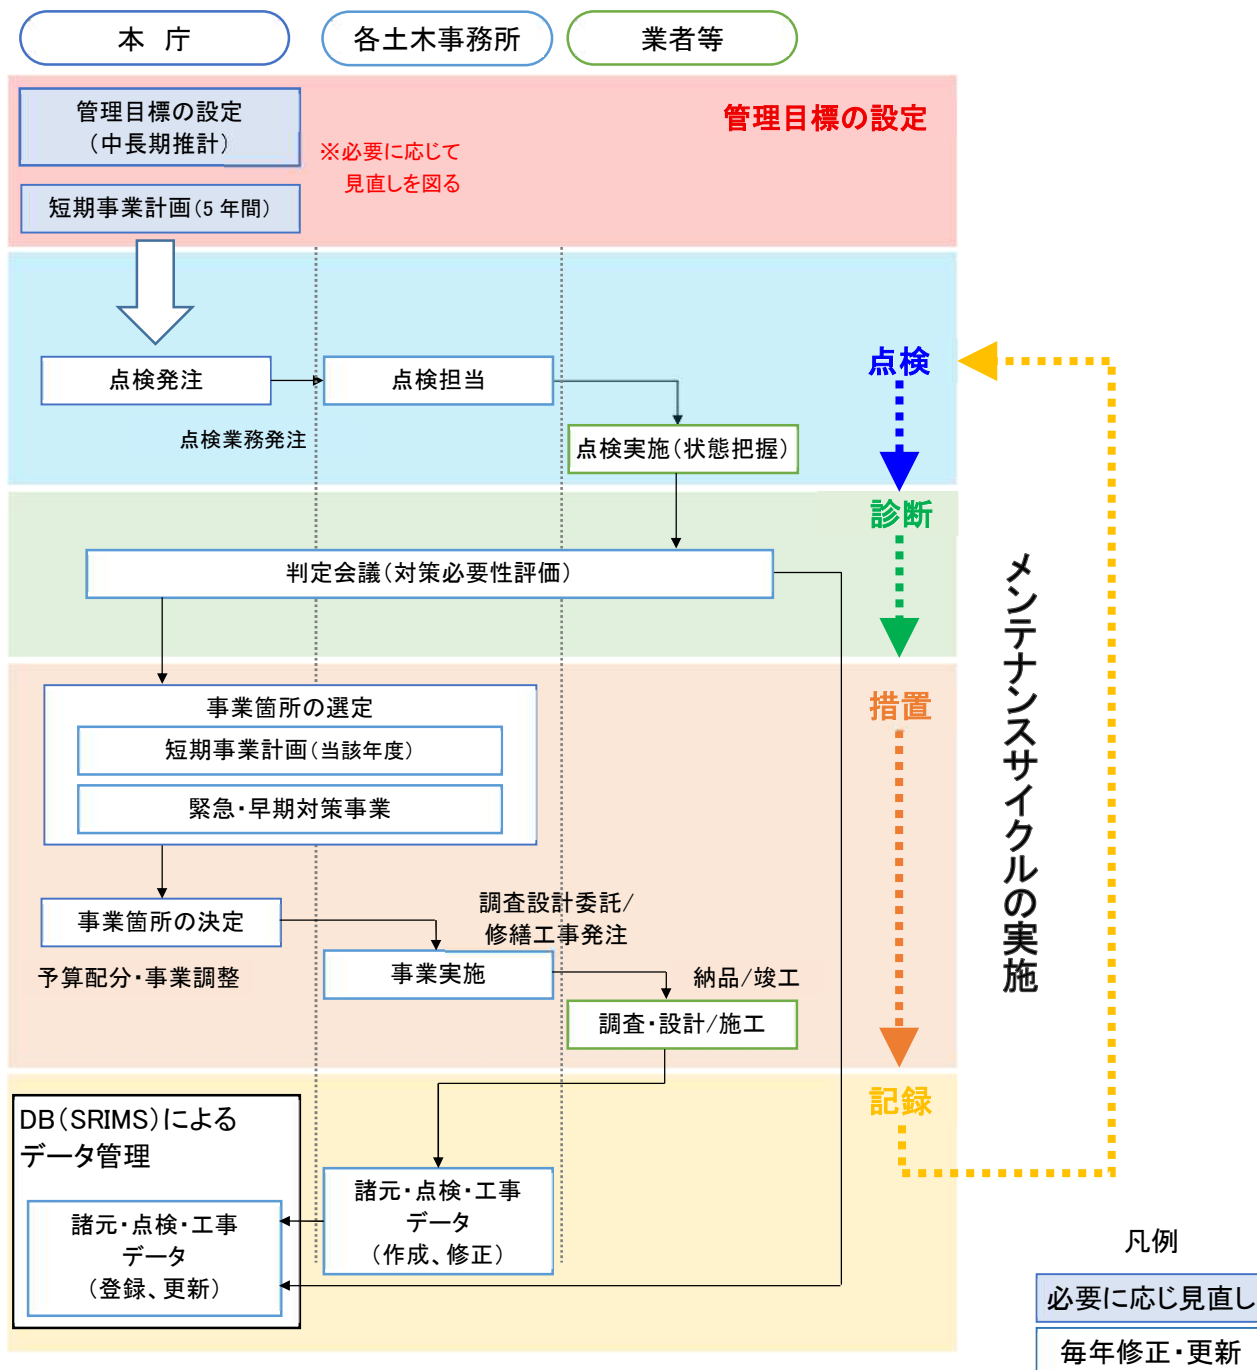 本 庁
各土木事務所
業者等
管理目標の設定
(中長期推計)
管理目標の設定
※必要に応じて
見直しを図る
短期事業計画(5 年間)
点検発注
点検担当
点検
点検業務発注
点検実施(状態把握)
診断
判定会議(対策必要性評価)
メンテナンスサイクルの実施
事業箇所の選定
措置
短期事業計画(当該年度)
緊急・早期対策事業
事業箇所の決定
調査設計委託/
修繕工事発注
予算配分・事業調整
事業実施
納品/竣工
調査・設計/施工
記録
DB(SRIMS)による
データ管理
諸元・点検・工事
データ
(作成、修正)
諸元・点検・工事
データ
(登録、更新)
凡例
必要に応じ見直し
毎年修正・更新